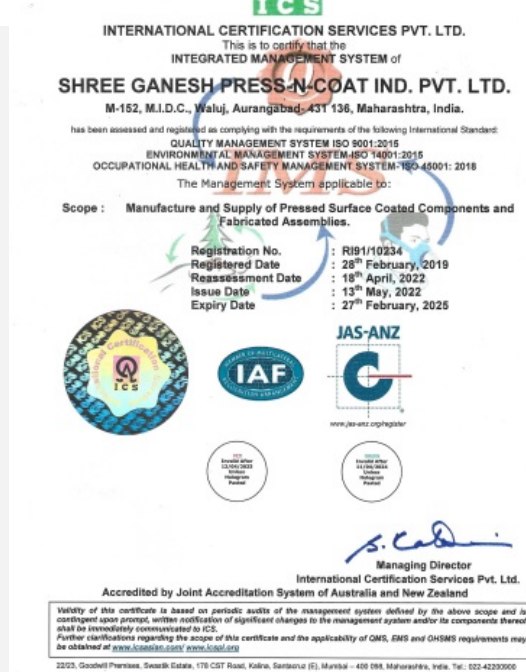 ICS
INTERNATIONAL CERTIFICATION SERVICES PVT. LTD.
This is to certify that the
INTEGRATED MANAGEMENT SYSTEM of
SHREE GANESH PRESS-N-COAT IND. PVT. LTD.
M-152, M.I.D.C., Waluj, Aurangabad- 431 136, Maharashtra, India.
has been assessed and registered as complying with the requirements of the following International Standard:
QUALITY MANAGEMENT SYSTEM ISO 9001:2015
ENVIRONMENTAL MANAGEMENT SYSTEM-ISO 14001:2015
OCCUPATIONAL HEALTH AND SAFETY MANAGEMENT SYSTEM- ISO 45001: 2018
The Management System applicable to:
Scope : Manufacture and Supply of Pressed Surface Coated Components and
Fabricated Assemblies.
Registration No. : RI91/10234
Registered Date : 28th February, 2019
Reassessment Date : 18th April, 2022
Issue Date : 13th May, 2022
Expiry Date : 27th February, 2025
JAS-ANZ
ICS
IAF
www.jas-anz.org/register
Invalid After
Unless
Hologram
Pasted
Invalid After
Unless
Hologram
Pasted
Managing Director
International Certification Services Pvt. Ltd.
Accredited by Joint Accreditation System of Australia and New Zealand
Validity of this certificate is based on periodic audits of the management system defined by the above scope and is
contingent upon prompt, written notification of significant changes to the management system and/or its components thereof
shall be immediately communicated to ICS.
Further clarifications regarding the scope of this certificate and the applicability of QMS, EMS and OHSMS requirements may
be obtained at www.icsasian.com/ www.icspl.org
22/23, Goodwill Premises, Swastik Estate, 178 CST Road, Kalina, Santacruz (E), Mumbai – 400 098, Maharashtra, India. Tel.: 022-42200900